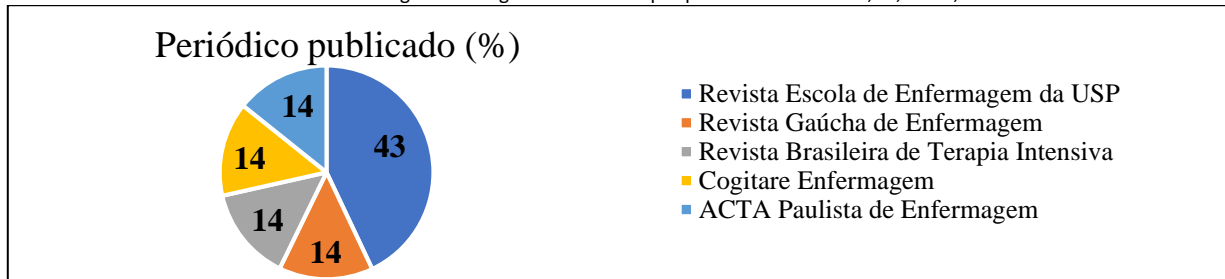 Periódico publicado (%)
14
43
14
14
14
Revista Escola de Enfermagem da USP
Revista Gaúcha de Enfermagem
Revista Brasileira de Terapia Intensiva
Cogitare Enfermagem
ACTA Paulista de Enfermagem